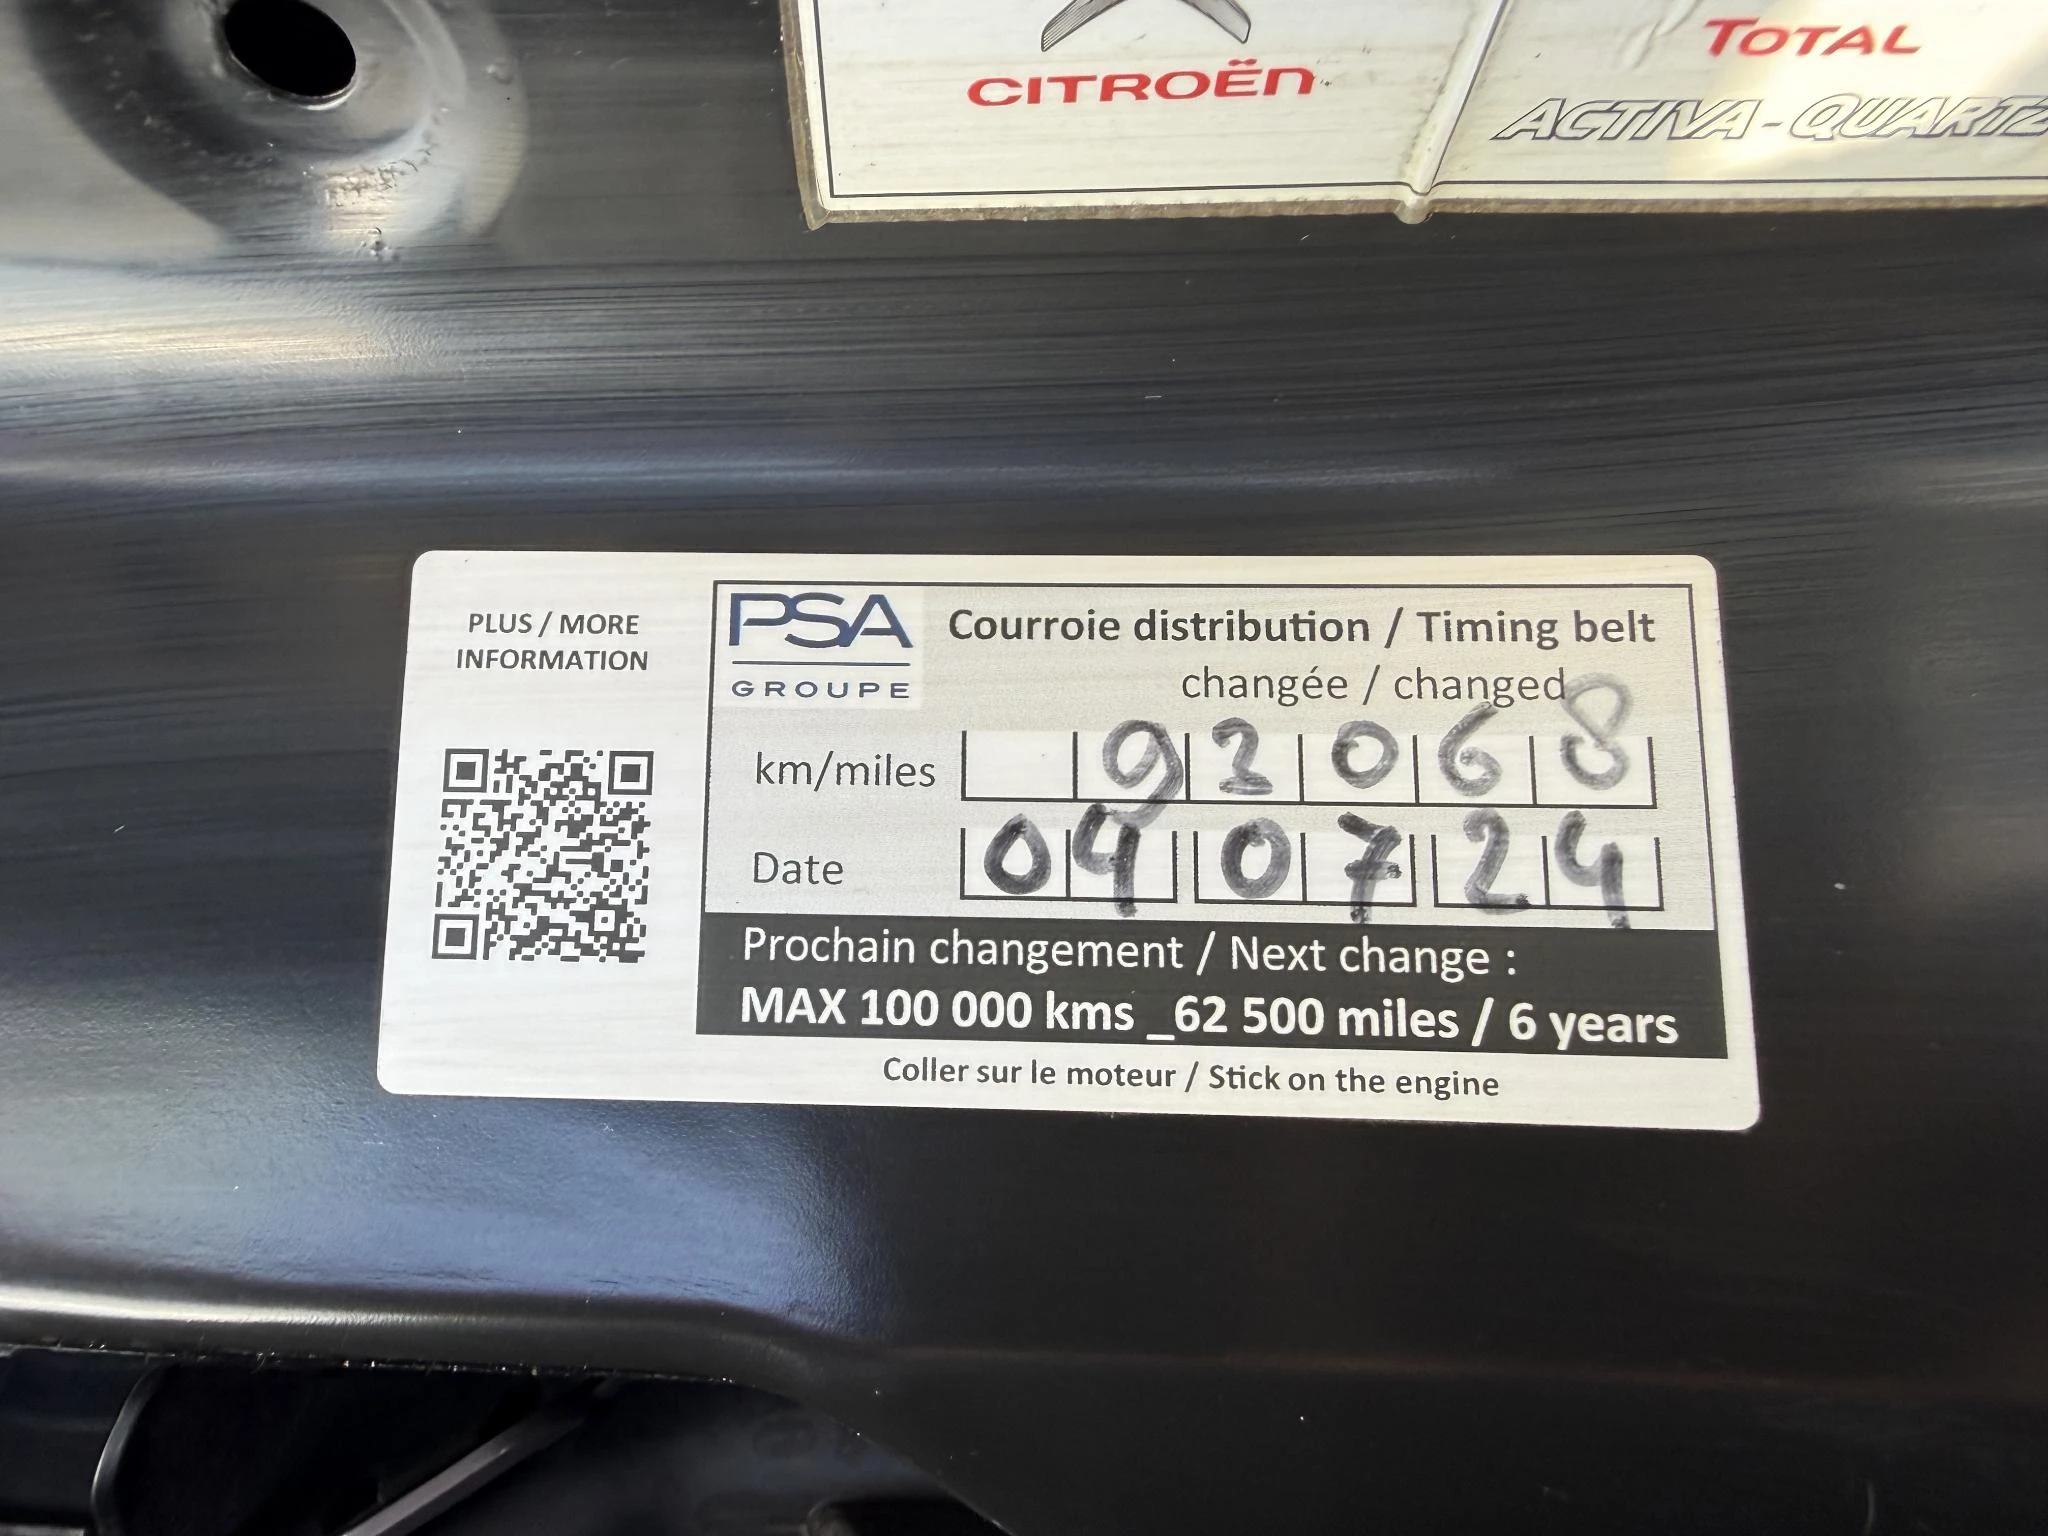 CITROËN
TOTAL
ACTIVA-QUARTZ
PLUS / MORE
INFORMATION
PSA
GROUPE
Courroie distribution / Timing belt
changée / changed
km/miles 92068
Date 04 07 24
Prochain changement / Next change :
MAX 100 000 kms _62 500 miles / 6 years
Coller sur le moteur / Stick on the engine